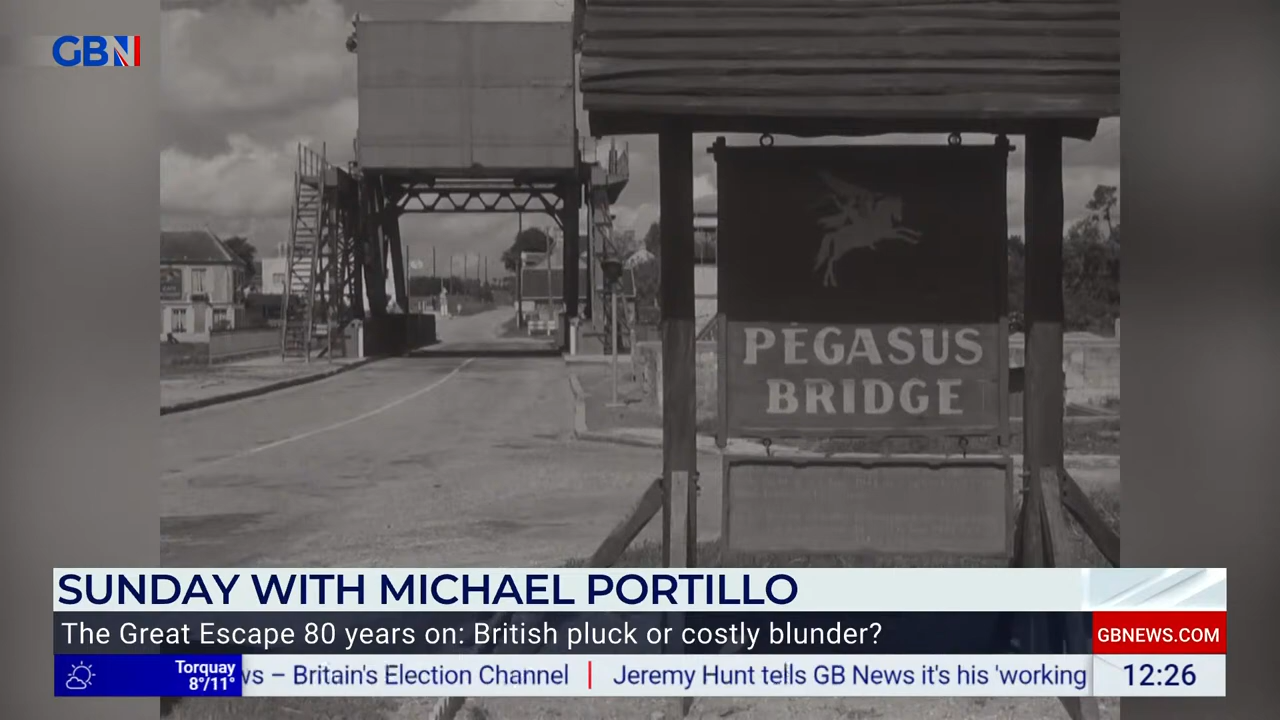 GBN
PEGASUS
BRIDGE
SUNDAY WITH MICHAEL PORTILLO
The Great Escape 80 years on: British pluck or costly blunder?
GBNEWS.COM
Torquay
8°/11°
ws – Britain's Election Channel | Jeremy Hunt tells GB News it's his 'working
12:26